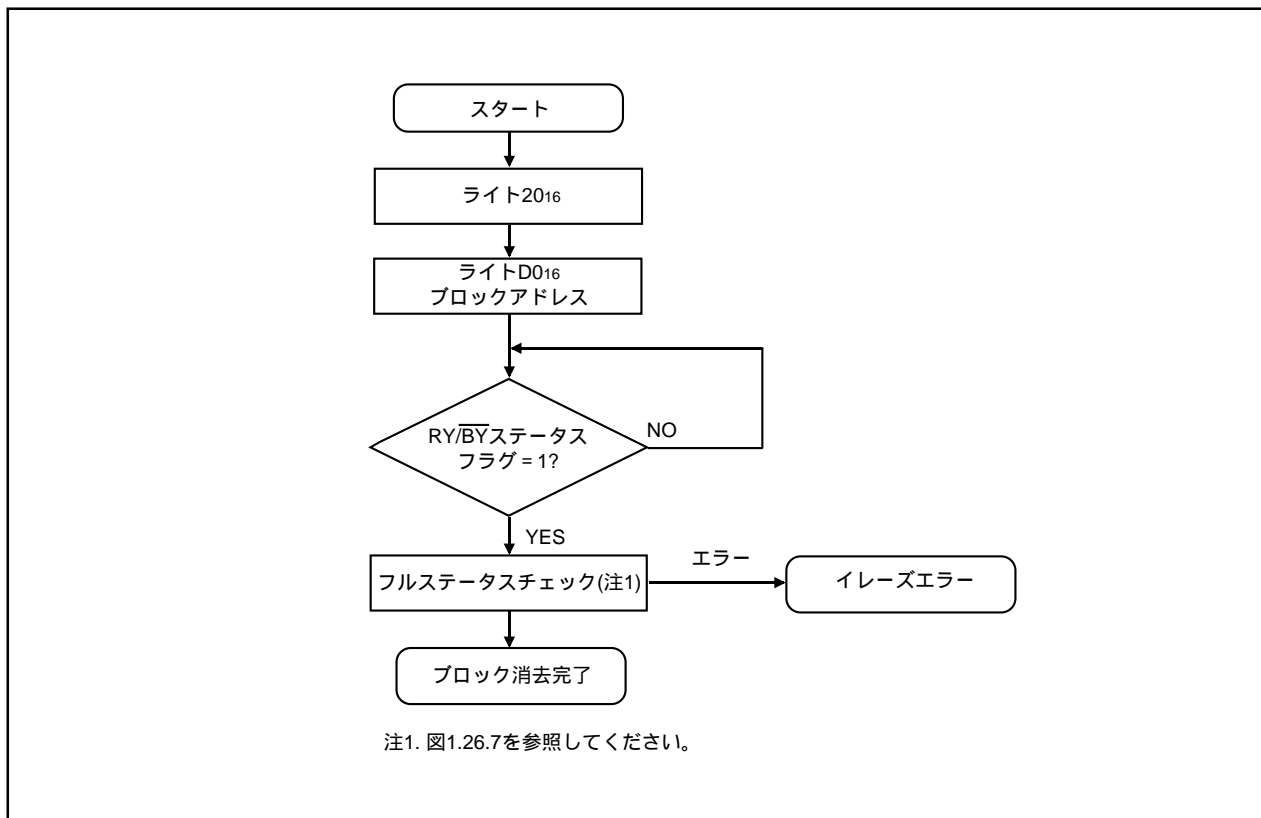 スタート
ライト2016
ライトD016
ブロックアドレス
RY/BYステータス
フラグ = 1?
NO
YES
フルステータスチェック(注1)
エラー
イレーズエラー
ブロック消去完了
注1. 図1.26.7を参照してください。